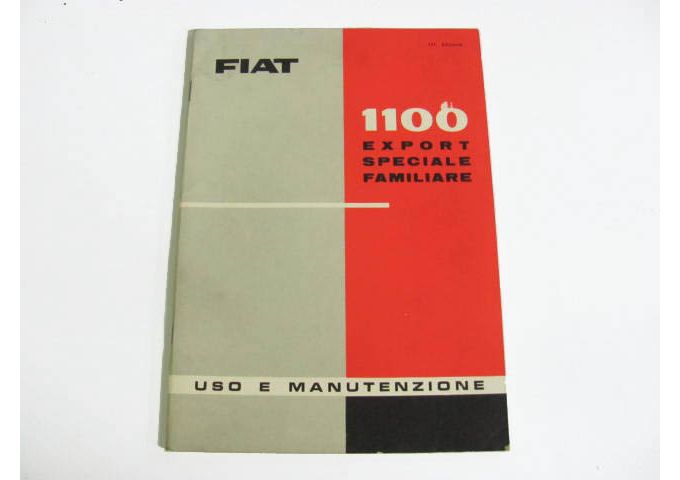 FIAT
1100
EXPORT
SPECIALE
FAMILIARE
USO E MANUTENZIONE